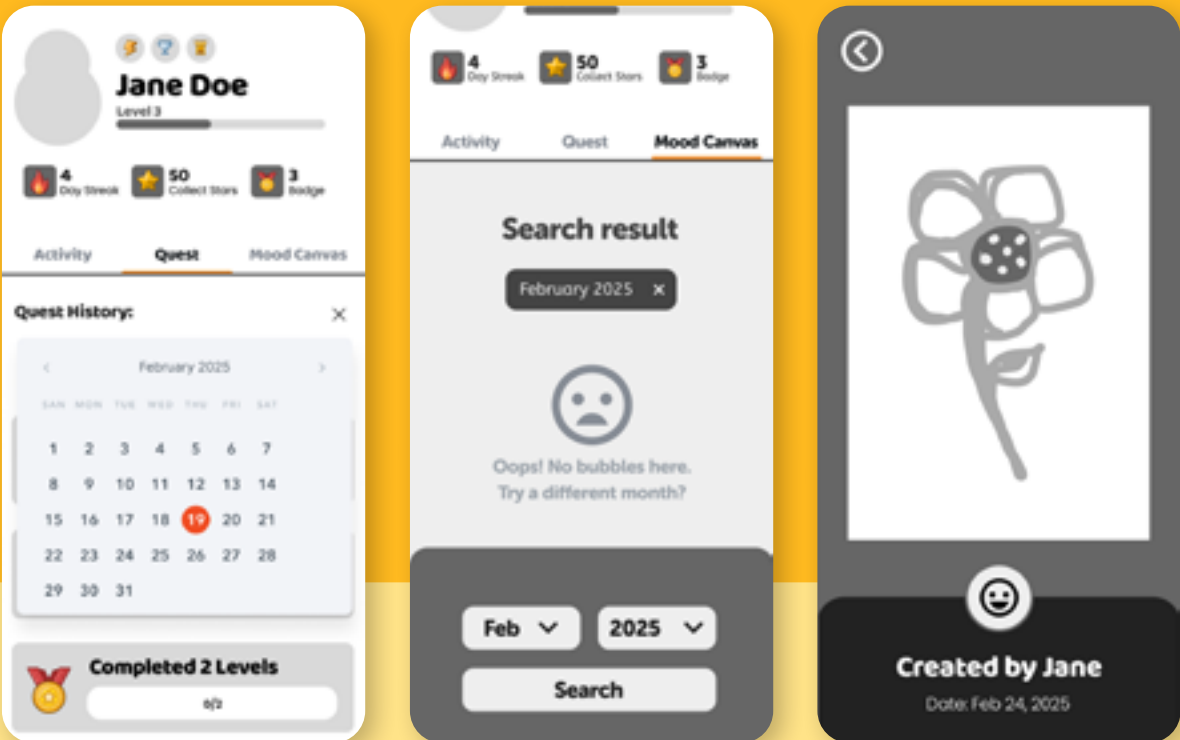 Jane Doe
Level 3
4
Day Streak
50
Collect Stars
3
Badge
Activity Quest Mood Canvas
Quest History:
February 2025
SAN MON TUE WED THU FRI SAT
1 2 3 4 5 6 7
8 9 10 11 12 13 14
15 16 17 18 19 20 21
22 23 24 25 26 27 28
29 30 31
Completed 2 Levels
0/2
4
Day Streak
50
Collect Stars
3
Badge
Activity Quest Mood Canvas
Search result
February 2025
Oops! No bubbles here.
Try a different month?
Feb 2025
Search
Created by Jane
Date: Feb 24, 2025